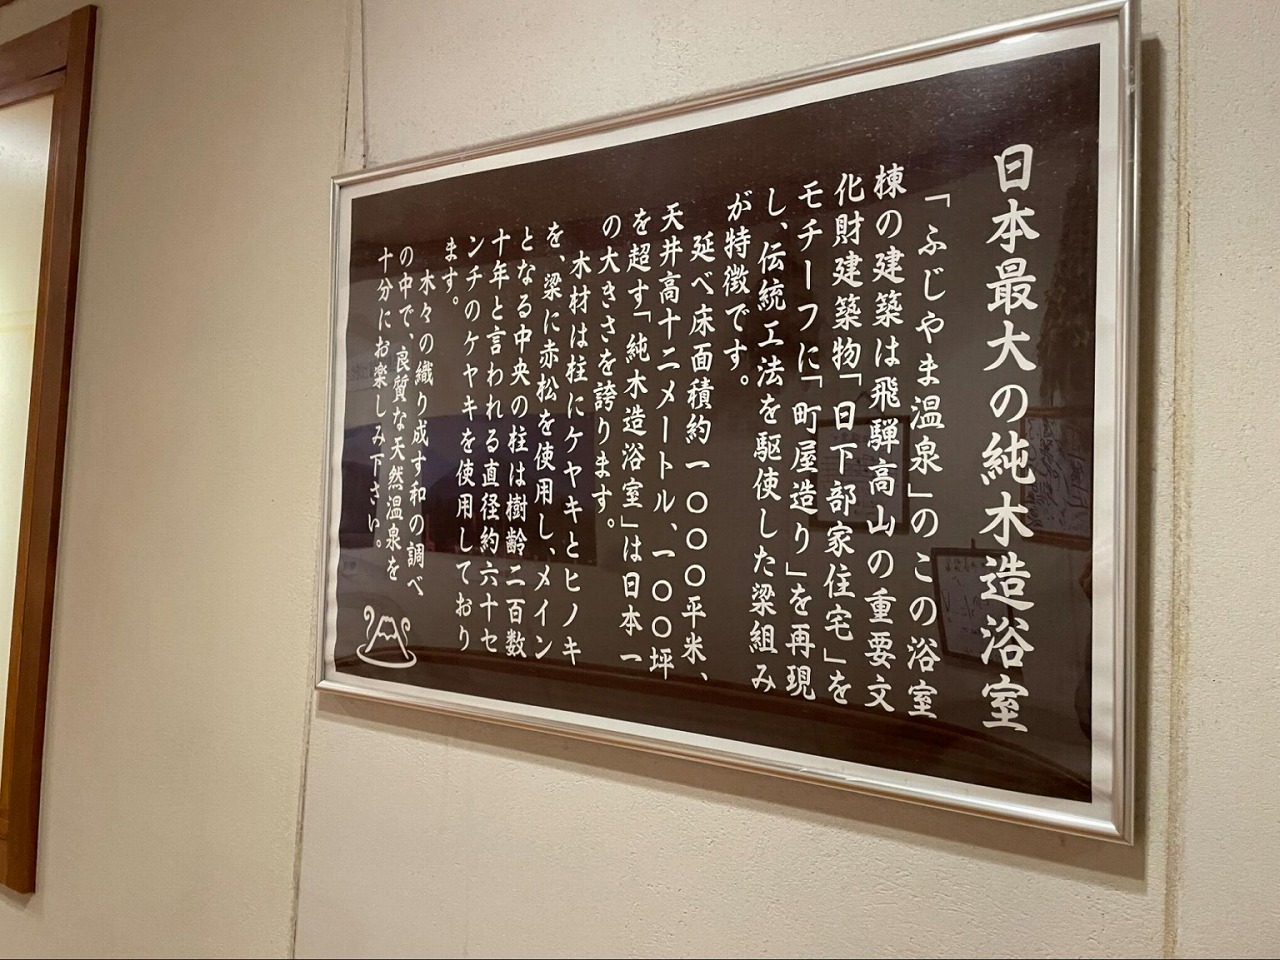 日本最大の純木造浴室
「ふじやま温泉」のこの浴室
棟の建築は飛騨高山の重要文
化財建築物「日下部家住宅」を
モチーフに「町屋造り」を再現
し、伝統工法を駆使した梁組み
が特徴です。
延べ床面積約一〇〇〇平米、
天井高十二メートル、一〇〇坪
を超す「純木造浴室」は日本一
の大きさを誇ります。
木材は柱にケヤキとヒノキ
を、梁に赤松を使用し、メイン
となる中央の柱は樹齢二百数
十年と言われる直径約六十セ
ンチのケヤキを使用しており
ます。
木々の織り成す和の調べ
の中で、良質な天然温泉を
十分にお楽しみ下さい。